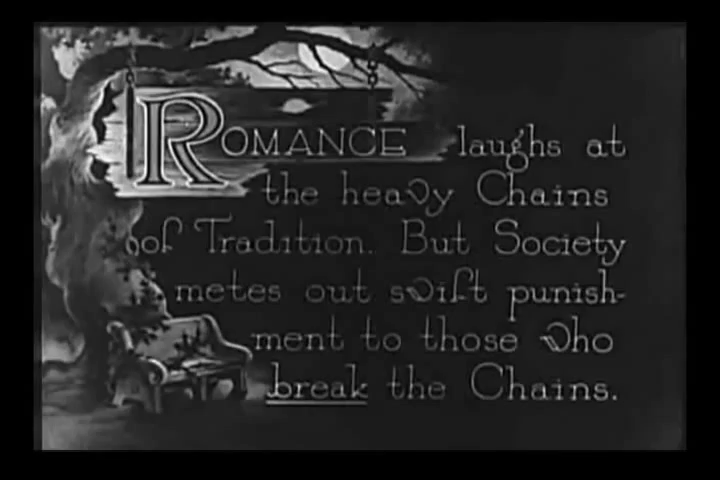 ROMANCE laughs at
the heavy Chains
of Tradition. But Society
metes out swift punish-
ment to those who
break the Chains.